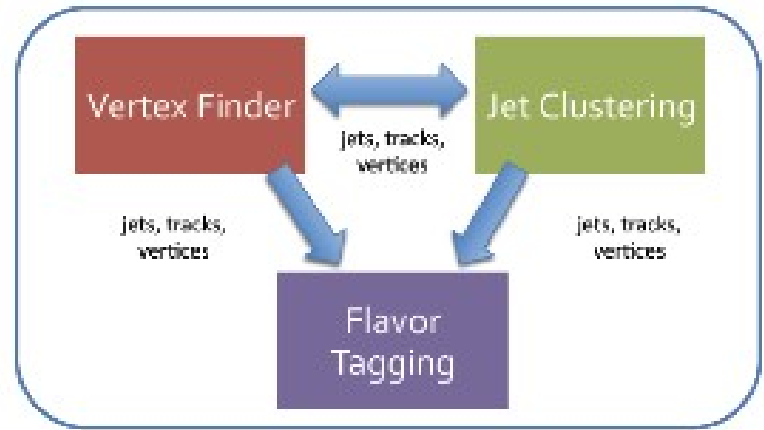 Vertex Finder
Jet Clustering
jets, tracks,
vertices
jets, tracks,
vertices
jets, tracks,
vertices
Flavor
Tagging